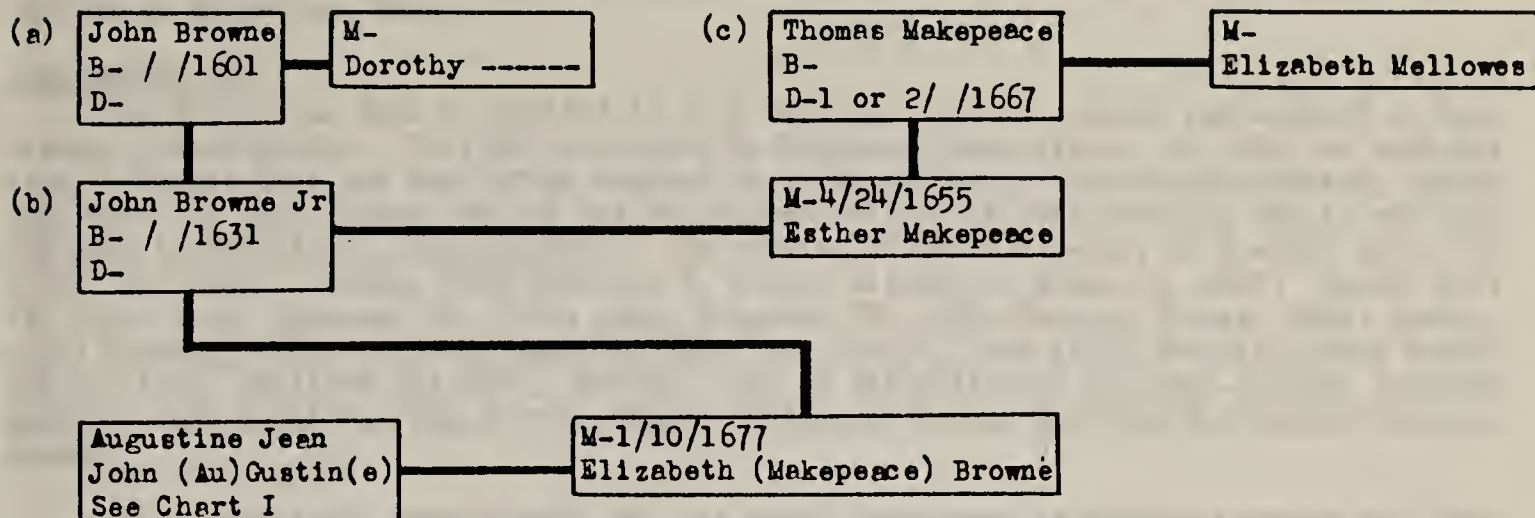 (a)
John Browne
B- / /1601
D-
M-
Dorothy ------
(c)
Thomas Makepeace
B-
D-1 or 2/ /1667
M-
Elizabeth Mellowes
(b)
John Browne Jr
B- / /1631
D-
M-4/24/1655
Esther Makepeace
Augustine Jean
John (Au)Gustin(e)
See Chart I
M-1/10/1677
Elizabeth (Makepeace) Browne